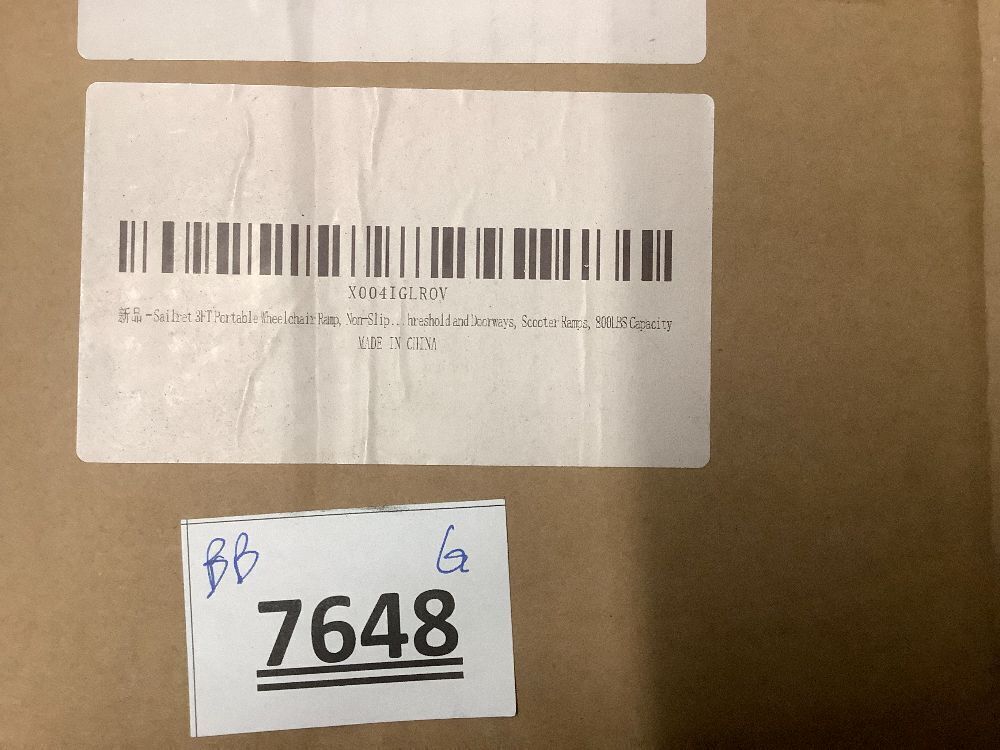 X004IGLROV
新品 -Sailret 3FT Portable Wheelchair Ramp, Non-Slip...hreshold and Doorways, Scooter Ramps, 800LBS Capacity
MADE IN CHINA
BB G
7648